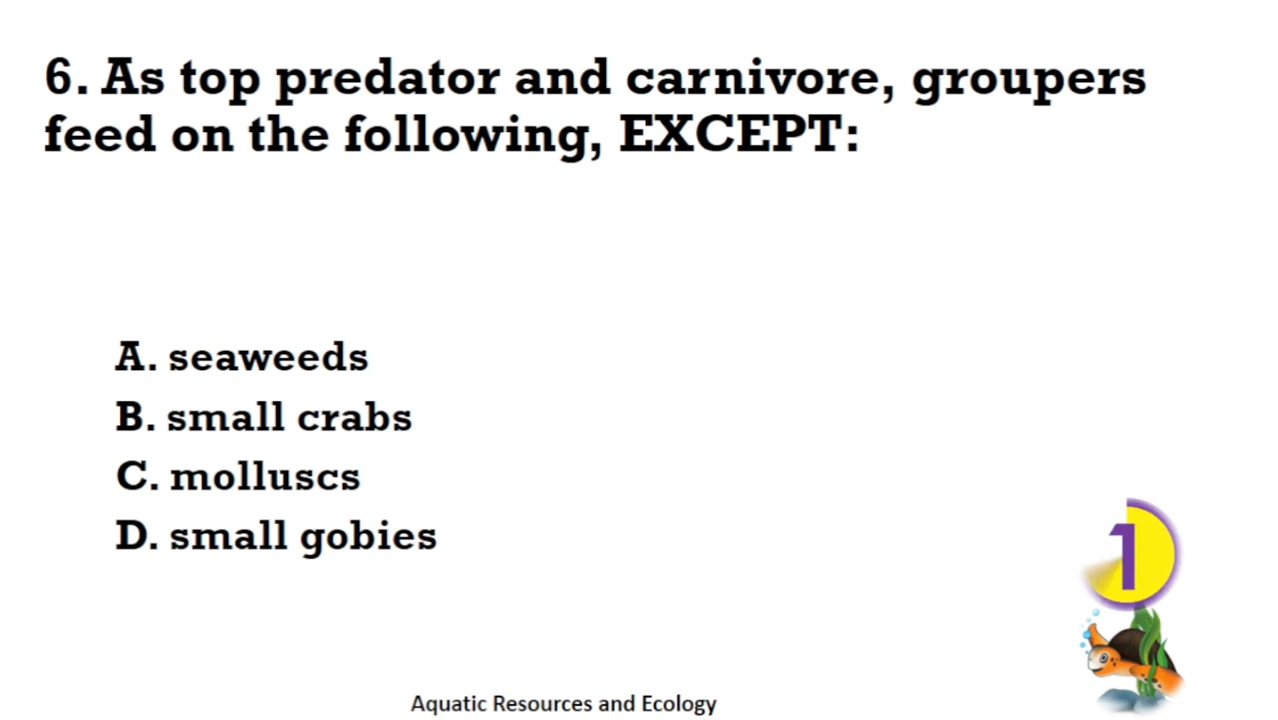 6. As top predator and carnivore, groupers
feed on the following, EXCEPT:
A. seaweeds
B. small crabs
C. molluscs
D. small gobies
1
Aquatic Resources and Ecology